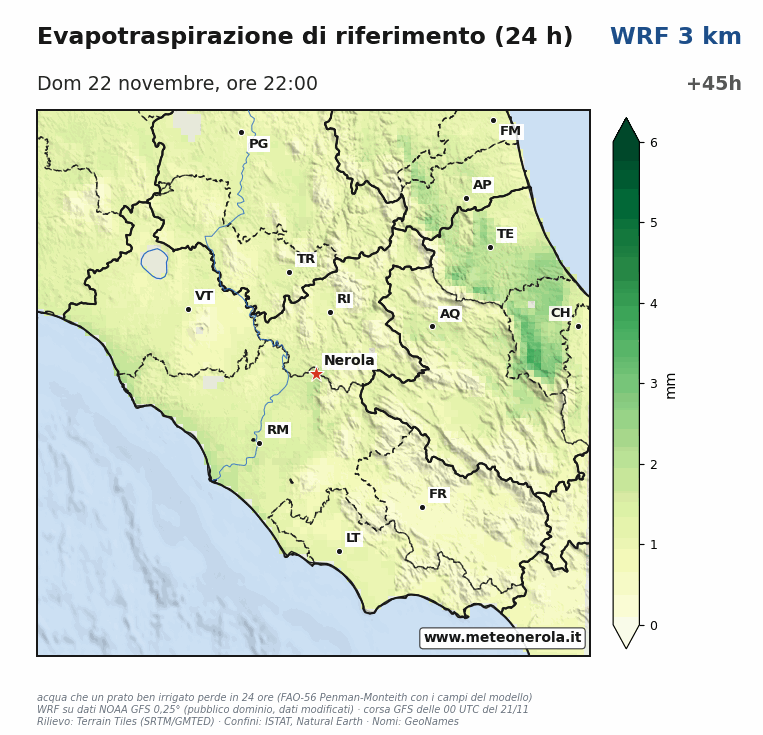 Evapotraspirazione di riferimento (24 h)
WRF 3 km
Dom 22 novembre, ore 22:00
+45h
FM
PG
AP
TE
TR
VT
RI
AQ
CH
Nerola
RM
FR
LT
www.meteonerola.it
6
5
4
3
2
1
0
mm
acqua che un prato ben irrigato perde in 24 ore (FAO-56 Penman-Monteith con i campi del modello)
WRF su dati NOAA GFS 0,25° (pubblico dominio, dati modificati) · corsa GFS delle 00 UTC del 21/11
Rilievo: Terrain Tiles (SRTM/GMTED) · Confini: ISTAT, Natural Earth · Nomi: GeoNames